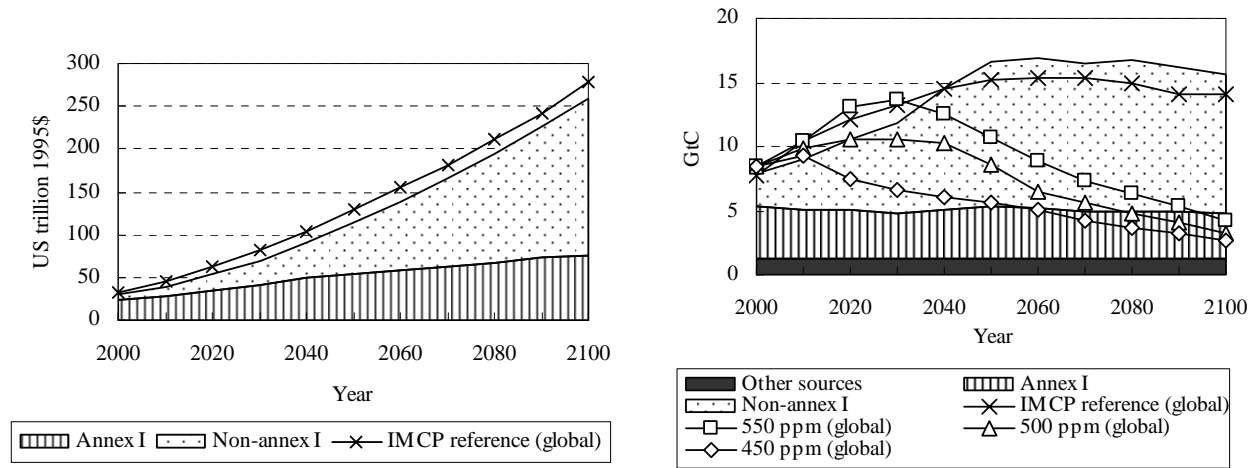 US trillion 1995$
300
250
200
150
100
50
0
2000 2020 2040 2060 2080 2100
Year
Annex I Non-annex I IMCP reference (global)
GtC
20
15
10
5
0
2000 2020 2040 2060 2080 2100
Year
Other sources Annex I
Non-annex I IMCP reference (global)
550 ppm (global) 500 ppm (global)
450 ppm (global)